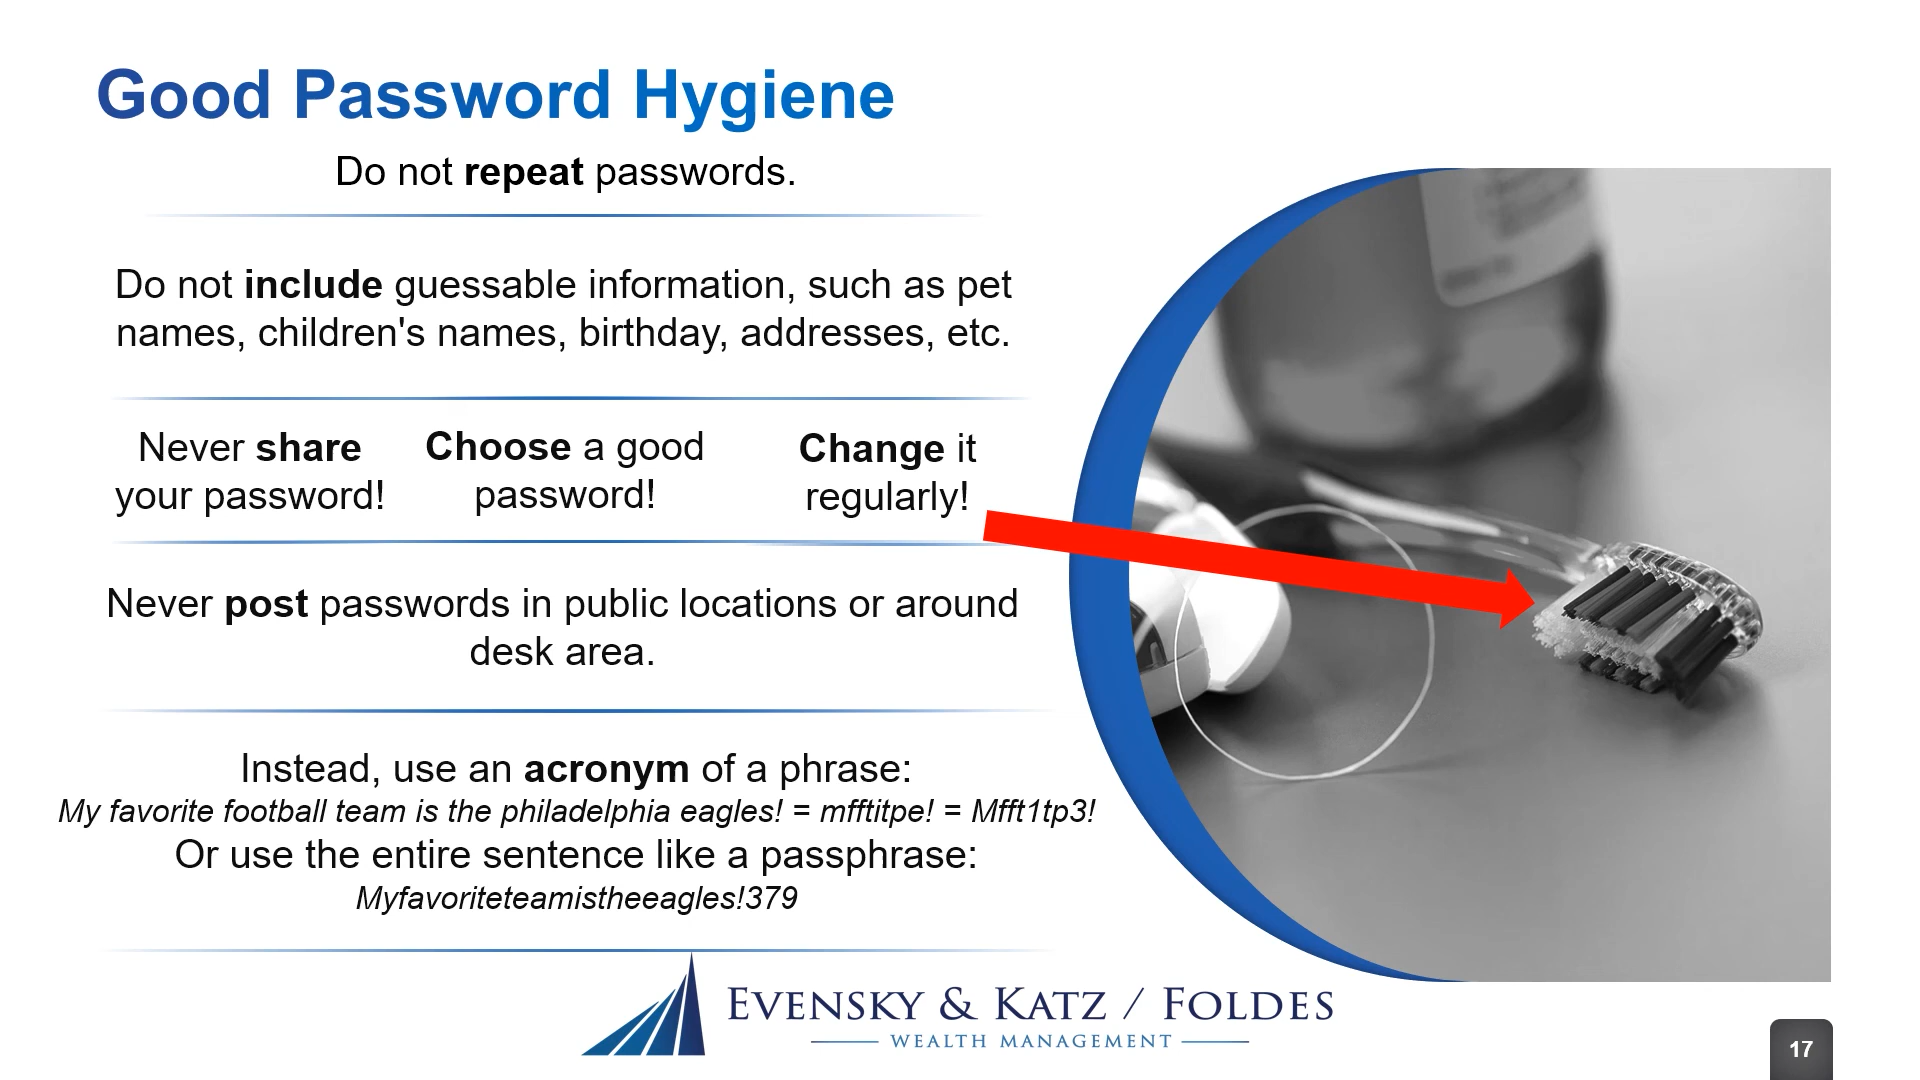 Good Password Hygiene
Do not repeat passwords.
Do not include guessable information, such as pet
names, children's names, birthday, addresses, etc.
Never share
your password!
Choose a good
password!
Change it
regularly!
Never post passwords in public locations or around
desk area.
Instead, use an acronym of a phrase:
My favorite football team is the philadelphia eagles! = mfftitpe! = Mfft1tp3!
Or use the entire sentence like a passphrase:
Myfavoriteteamistheeagles!379
EVENSKY & KATZ / FOLDES
WEALTH MANAGEMENT
17